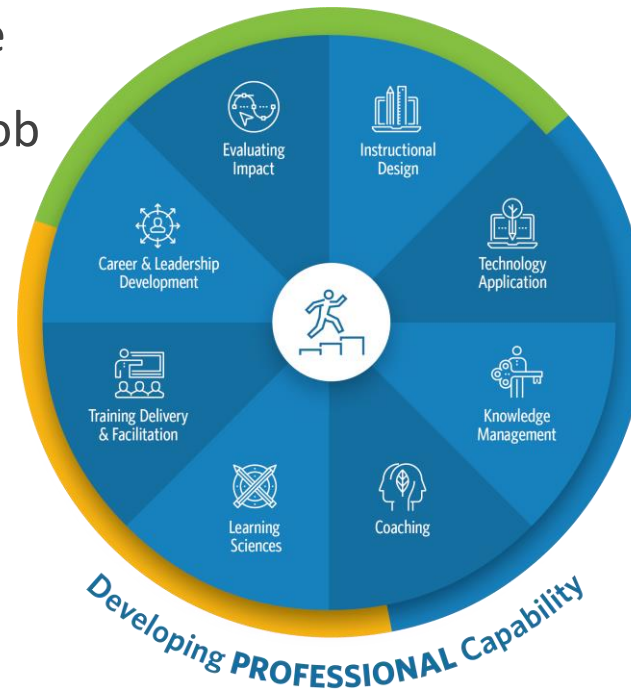 e
ob
Evaluating
Impact
Instructional
Design
Technology
Application
Knowledge
Management
Coaching
Learning
Sciences
Training Delivery
& Facilitation
Career & Leadership
Development
Developing PROFESSIONAL Capability